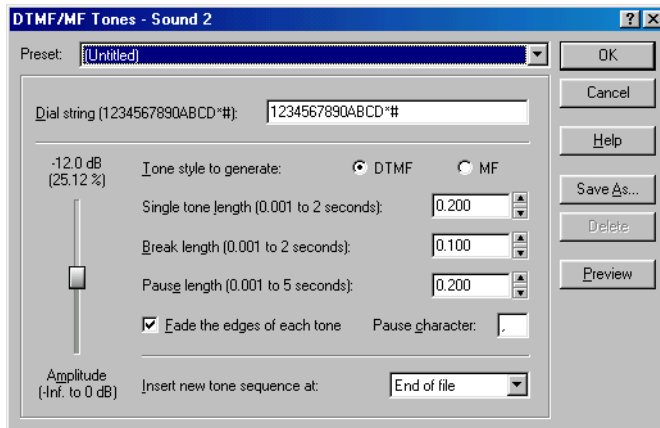 DTMF/MF Tones - Sound 2
Preset: (Untitled)
OK
Cancel
Help
Save As...
Delete
Preview
Dial string (1234567890ABCD*#): 1234567890ABCD*#
-12.0 dB
(25.12 %)
Tone style to generate: DTMF MF
Single tone length (0.001 to 2 seconds): 0.200
Break length (0.001 to 2 seconds): 0.100
Pause length (0.001 to 5 seconds): 0.200
Fade the edges of each tone Pause character: ,
Amplitude
(-Inf. to 0 dB)
Insert new tone sequence at: End of file